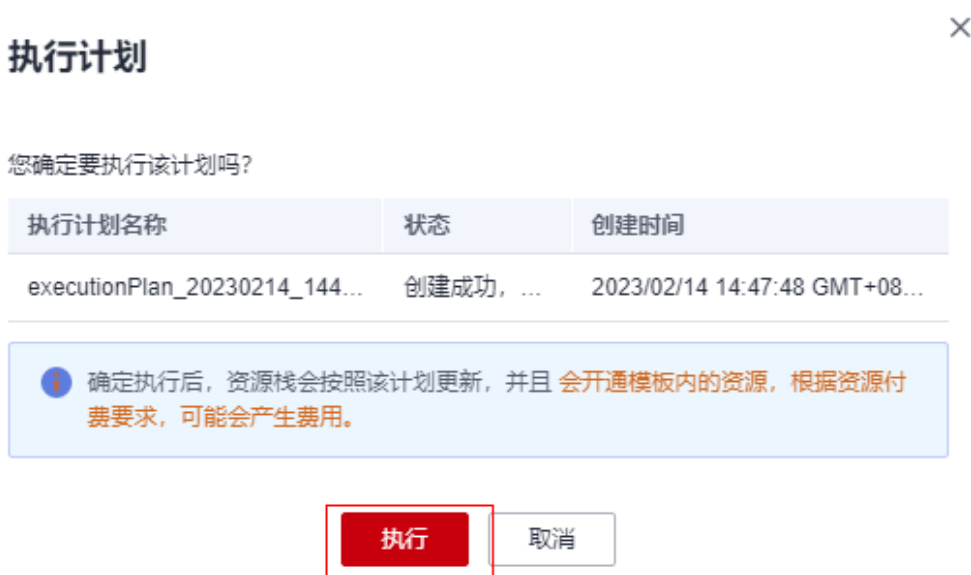 执行计划
您确定要执行该计划吗?
执行计划名称 状态 创建时间
executionPlan_20230214_144... 创建成功，... 2023/02/14 14:47:48 GMT+08...
确定执行后，资源栈会按照该计划更新，并且 会开通模板内的资源，根据资源付
费要求，可能会产生费用。
执行 取消